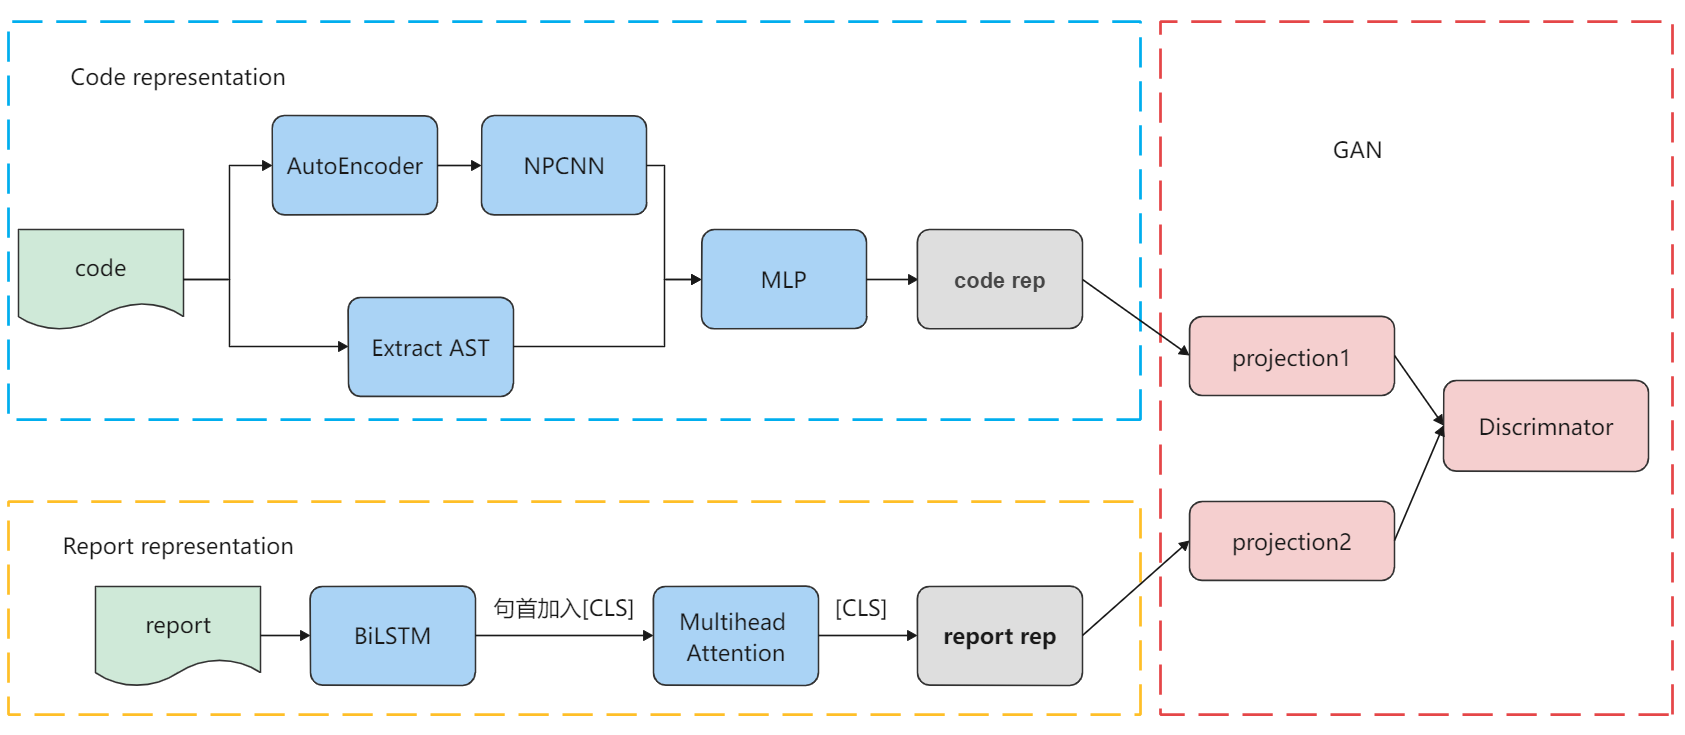 Code representation
AutoEncoder
NPCNN
code
Extract AST
MLP
code rep
GAN
projection1
Discrimnator
projection2
Report representation
report
BiLSTM
句首加入[CLS]
Multihead
Attention
[CLS]
report rep